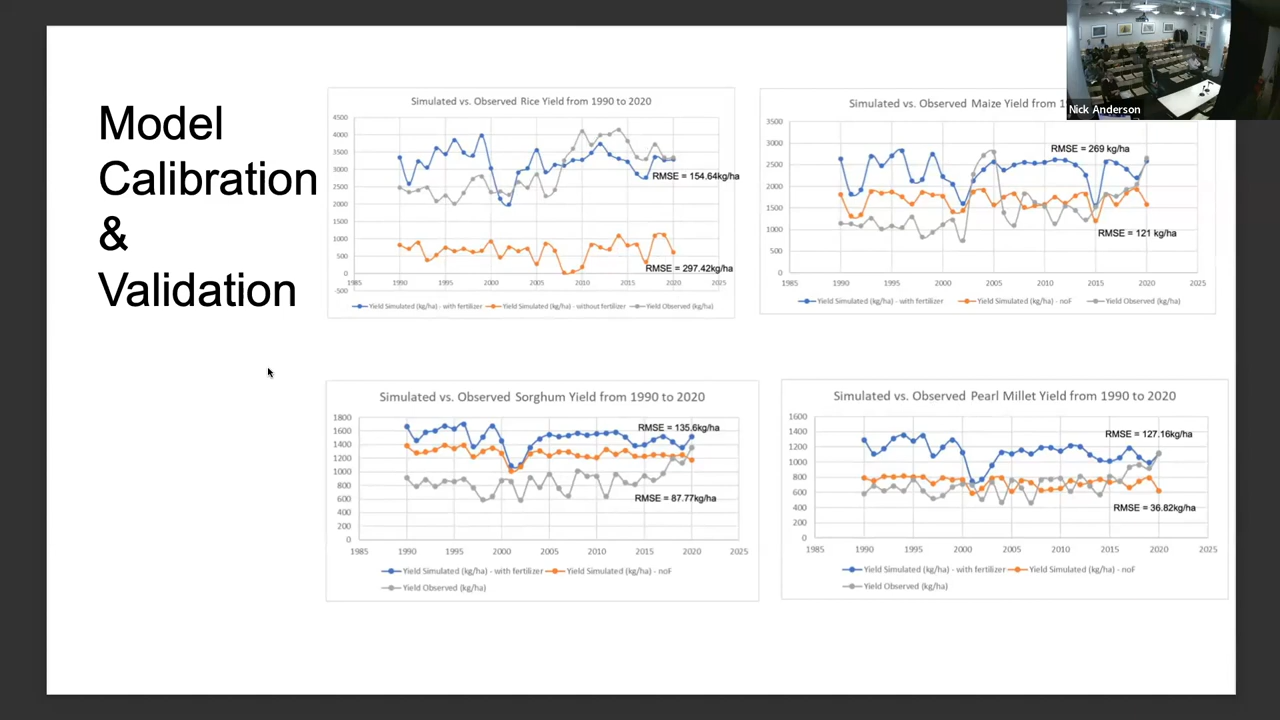 Nick Anderson
Model
Calibration
&
Validation
Simulated vs. Observed Rice Yield from 1990 to 2020
4500
4000
3500
3000
2500
2000
1500
1000
500
0
-500
1985 1990 1995 2000 2005 2010 2015 2020 2025
RMSE = 154.64kg/ha
RMSE = 297.42kg/ha
Yield Simulated (kg/ha) - with fertilizer Yield Simulated (kg/ha) - without fertilizer Yield Observed (kg/ha)
Simulated vs. Observed Maize Yield from
3500
3000
2500
2000
1500
1000
500
0
1985 1990 1995 2000 2005 2010 2015 2020 2025
RMSE = 269 kg/ha
RMSE = 121 kg/ha
Yield Simulated (kg/ha) - with fertilizer Yield Simulated (kg/ha) - noF Yield Observed (kg/ha)
Simulated vs. Observed Sorghum Yield from 1990 to 2020
1800
1600
1400
1200
1000
800
600
400
200
0
1985 1990 1995 2000 2005 2010 2015 2020 2025
RMSE = 135.6kg/ha
RMSE = 87.77kg/ha
Yield Simulated (kg/ha) - with fertilizer Yield Simulated (kg/ha) - noF
Yield Observed (kg/ha)
Simulated vs. Observed Pearl Millet Yield from 1990 to 2020
1600
1400
1200
1000
800
600
400
200
0
1985 1990 1995 2000 2005 2010 2015 2020 2025
RMSE = 127.16kg/ha
RMSE = 36.82kg/ha
Yield Simulated (kg/ha) - with fertilizer Yield Simulated (kg/ha) - noF
Yield Observed (kg/ha)